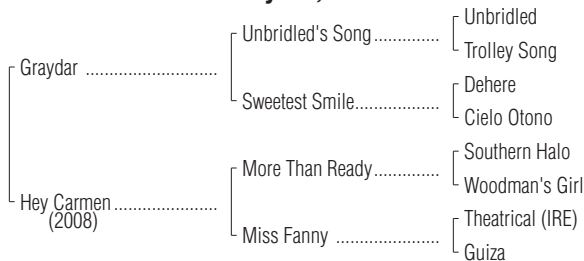 Unbridled
Unbridled's Song..............
Trolley Song
Graydar ............................
Dehere
Sweetest Smile..................
Cielo Otono
Southern Halo
More Than Ready..............
Woodman's Girl
Hey Carmen......................
(2008)
Theatrical (IRE)
Miss Fanny ......................
Guiza